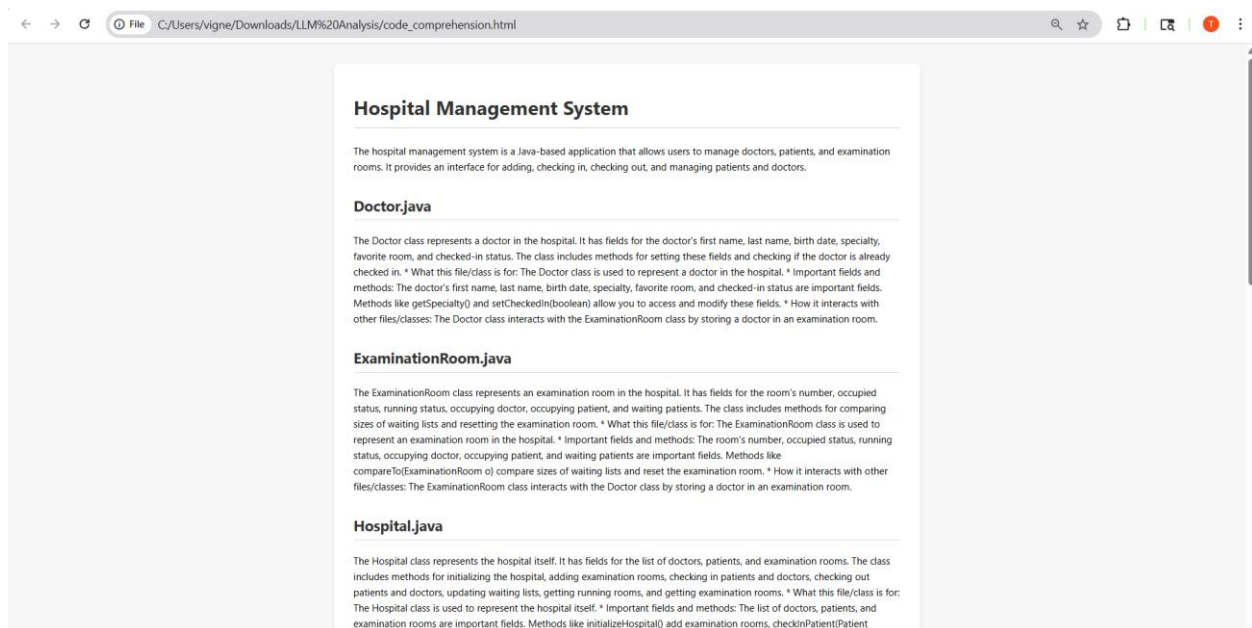 File C:/Users/vigne/Downloads/LLM%20Analysis/code_comprehension.html
T
Hospital Management System
The hospital management system is a Java-based application that allows users to manage doctors, patients, and examination
rooms. It provides an interface for adding, checking in, checking out, and managing patients and doctors.
Doctor.java
The Doctor class represents a doctor in the hospital. It has fields for the doctor's first name, last name, birth date, specialty,
favorite room, and checked-in status. The class includes methods for setting these fields and checking if the doctor is already
checked in. * What this file/class is for: The Doctor class is used to represent a doctor in the hospital. * Important fields and
methods: The doctor's first name, last name, birth date, specialty, favorite room, and checked-in status are important fields.
Methods like getSpecialty() and setCheckedIn(boolean) allow you to access and modify these fields. * How it interacts with
other files/classes: The Doctor class interacts with the ExaminationRoom class by storing a doctor in an examination room.
ExaminationRoom.java
The ExaminationRoom class represents an examination room in the hospital. It has fields for the room's number, occupied
status, running status, occupying doctor, occupying patient, and waiting patients. The class includes methods for comparing
sizes of waiting lists and resetting the examination room. * What this file/class is for: The ExaminationRoom class is used to
represent an examination room in the hospital. * Important fields and methods: The room's number, occupied status, running
status, occupying doctor, occupying patient, and waiting patients are important fields. Methods like
compareTo(ExaminationRoom o) compare sizes of waiting lists and reset the examination room. * How it interacts with other
files/classes: The ExaminationRoom class interacts with the Doctor class by storing a doctor in an examination room.
Hospital.java
The Hospital class represents the hospital itself. It has fields for the list of doctors, patients, and examination rooms. The class
includes methods for initializing the hospital, adding examination rooms, checking in patients and doctors, checking out
patients and doctors, updating waiting lists, getting running rooms, and getting examination rooms. * What this file/class is for:
The Hospital class is used to represent the hospital itself. * Important fields and methods: The list of doctors, patients, and
examination rooms are important fields. Methods like initializeHospital() add examination rooms, checkInPatient(Patient